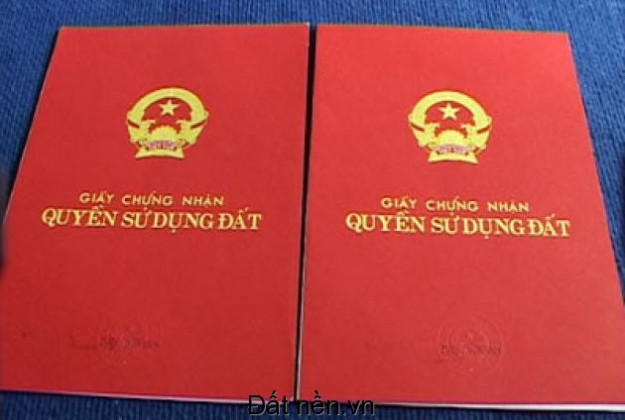 GIẤY CHỨNG NHẬN
QUYỀN SỬ DỤNG ĐẤT
GIẤY CHỨNG NHẬN
QUYỀN SỬ DỤNG ĐẤT
Đất nền.vn